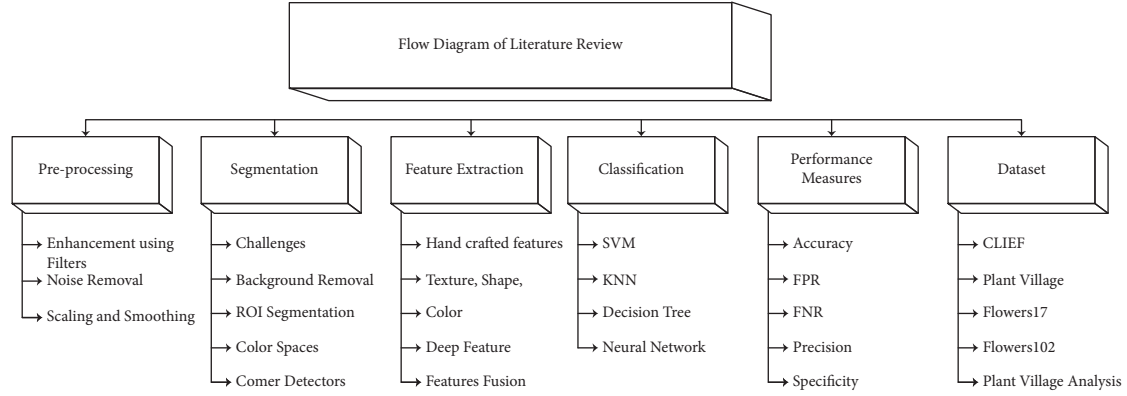 Flow Diagram of Literature Review
Pre-processing
Enhancement using
Filters
Noise Removal
Scaling and Smoothing
Segmentation
Challenges
Background Removal
ROI Segmentation
Color Spaces
Comer Detectors
Feature Extraction
Hand crafted features
Texture, Shape,
Color
Deep Feature
Features Fusion
Classification
SVM
KNN
Decision Tree
Neural Network
Performance
Measures
Accuracy
FPR
FNR
Precision
Specificity
Dataset
CLIEF
Plant Village
Flowers17
Flowers102
Plant Village Analysis